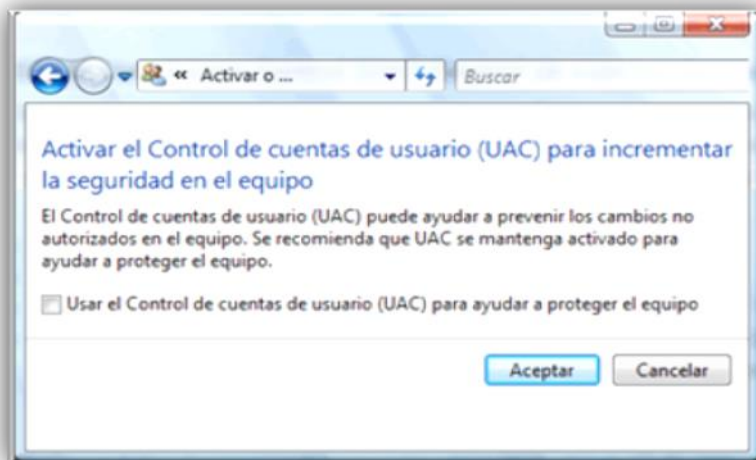 « Activar o ...
Buscar
Activar el Control de cuentas de usuario (UAC) para incrementar
la seguridad en el equipo
El Control de cuentas de usuario (UAC) puede ayudar a prevenir los cambios no
autorizados en el equipo. Se recomienda que UAC se mantenga activado para
ayudar a proteger el equipo.
Usar el Control de cuentas de usuario (UAC) para ayudar a proteger el equipo
Aceptar
Cancelar